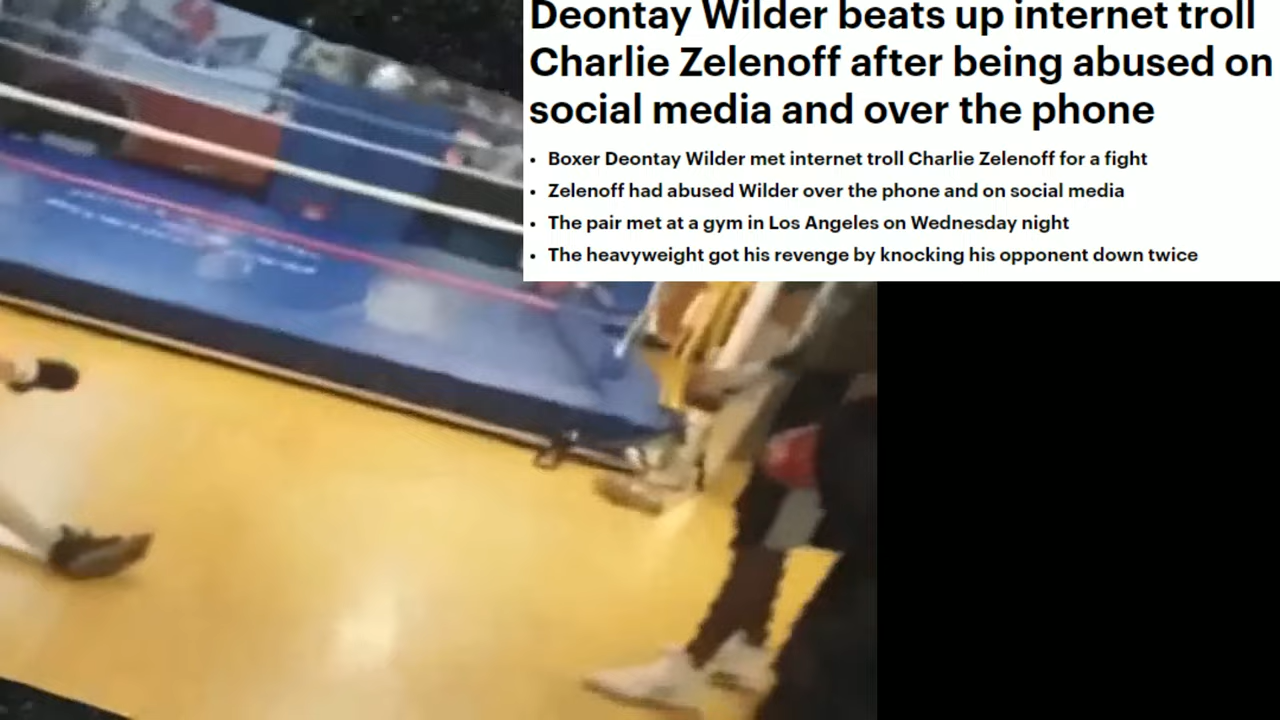 Deontay Wilder beats up internet troll
Charlie Zelenoff after being abused on
social media and over the phone
• Boxer Deontay Wilder met internet troll Charlie Zelenoff for a fight
• Zelenoff had abused Wilder over the phone and on social media
• The pair met at a gym in Los Angeles on Wednesday night
• The heavyweight got his revenge by knocking his opponent down twice